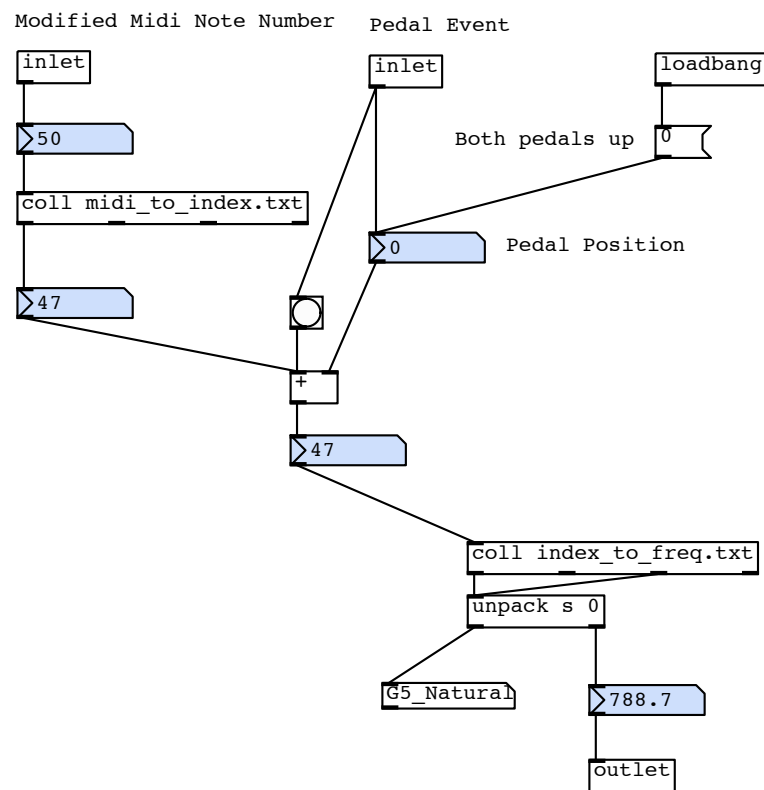 Modified Midi Note Number
Pedal Event
inlet
inlet
loadbang
50
Both pedals up
0
coll midi_to_index.txt
0
Pedal Position
47
+
47
coll index_to_freq.txt
unpack s 0
G5_Natural
788.7
outlet